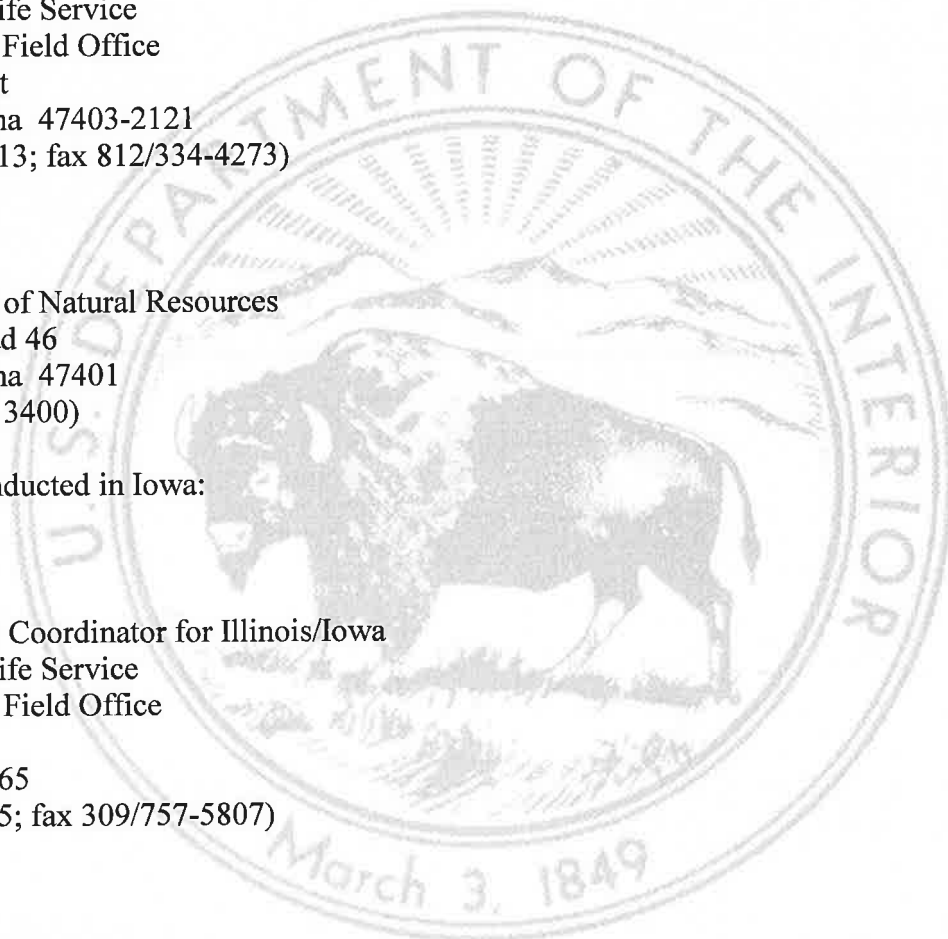 ife Service
Field Office
t
na 47403-2121
13; fax 812/334-4273)
of Natural Resources
d 46
na 47401
3400)
nducted in Iowa:
Coordinator for Illinois/Iowa
ife Service
Field Office
65
5; fax 309/757-5807)
U.S. DEPARTMENT OF THE INTERIOR
March 3, 1849